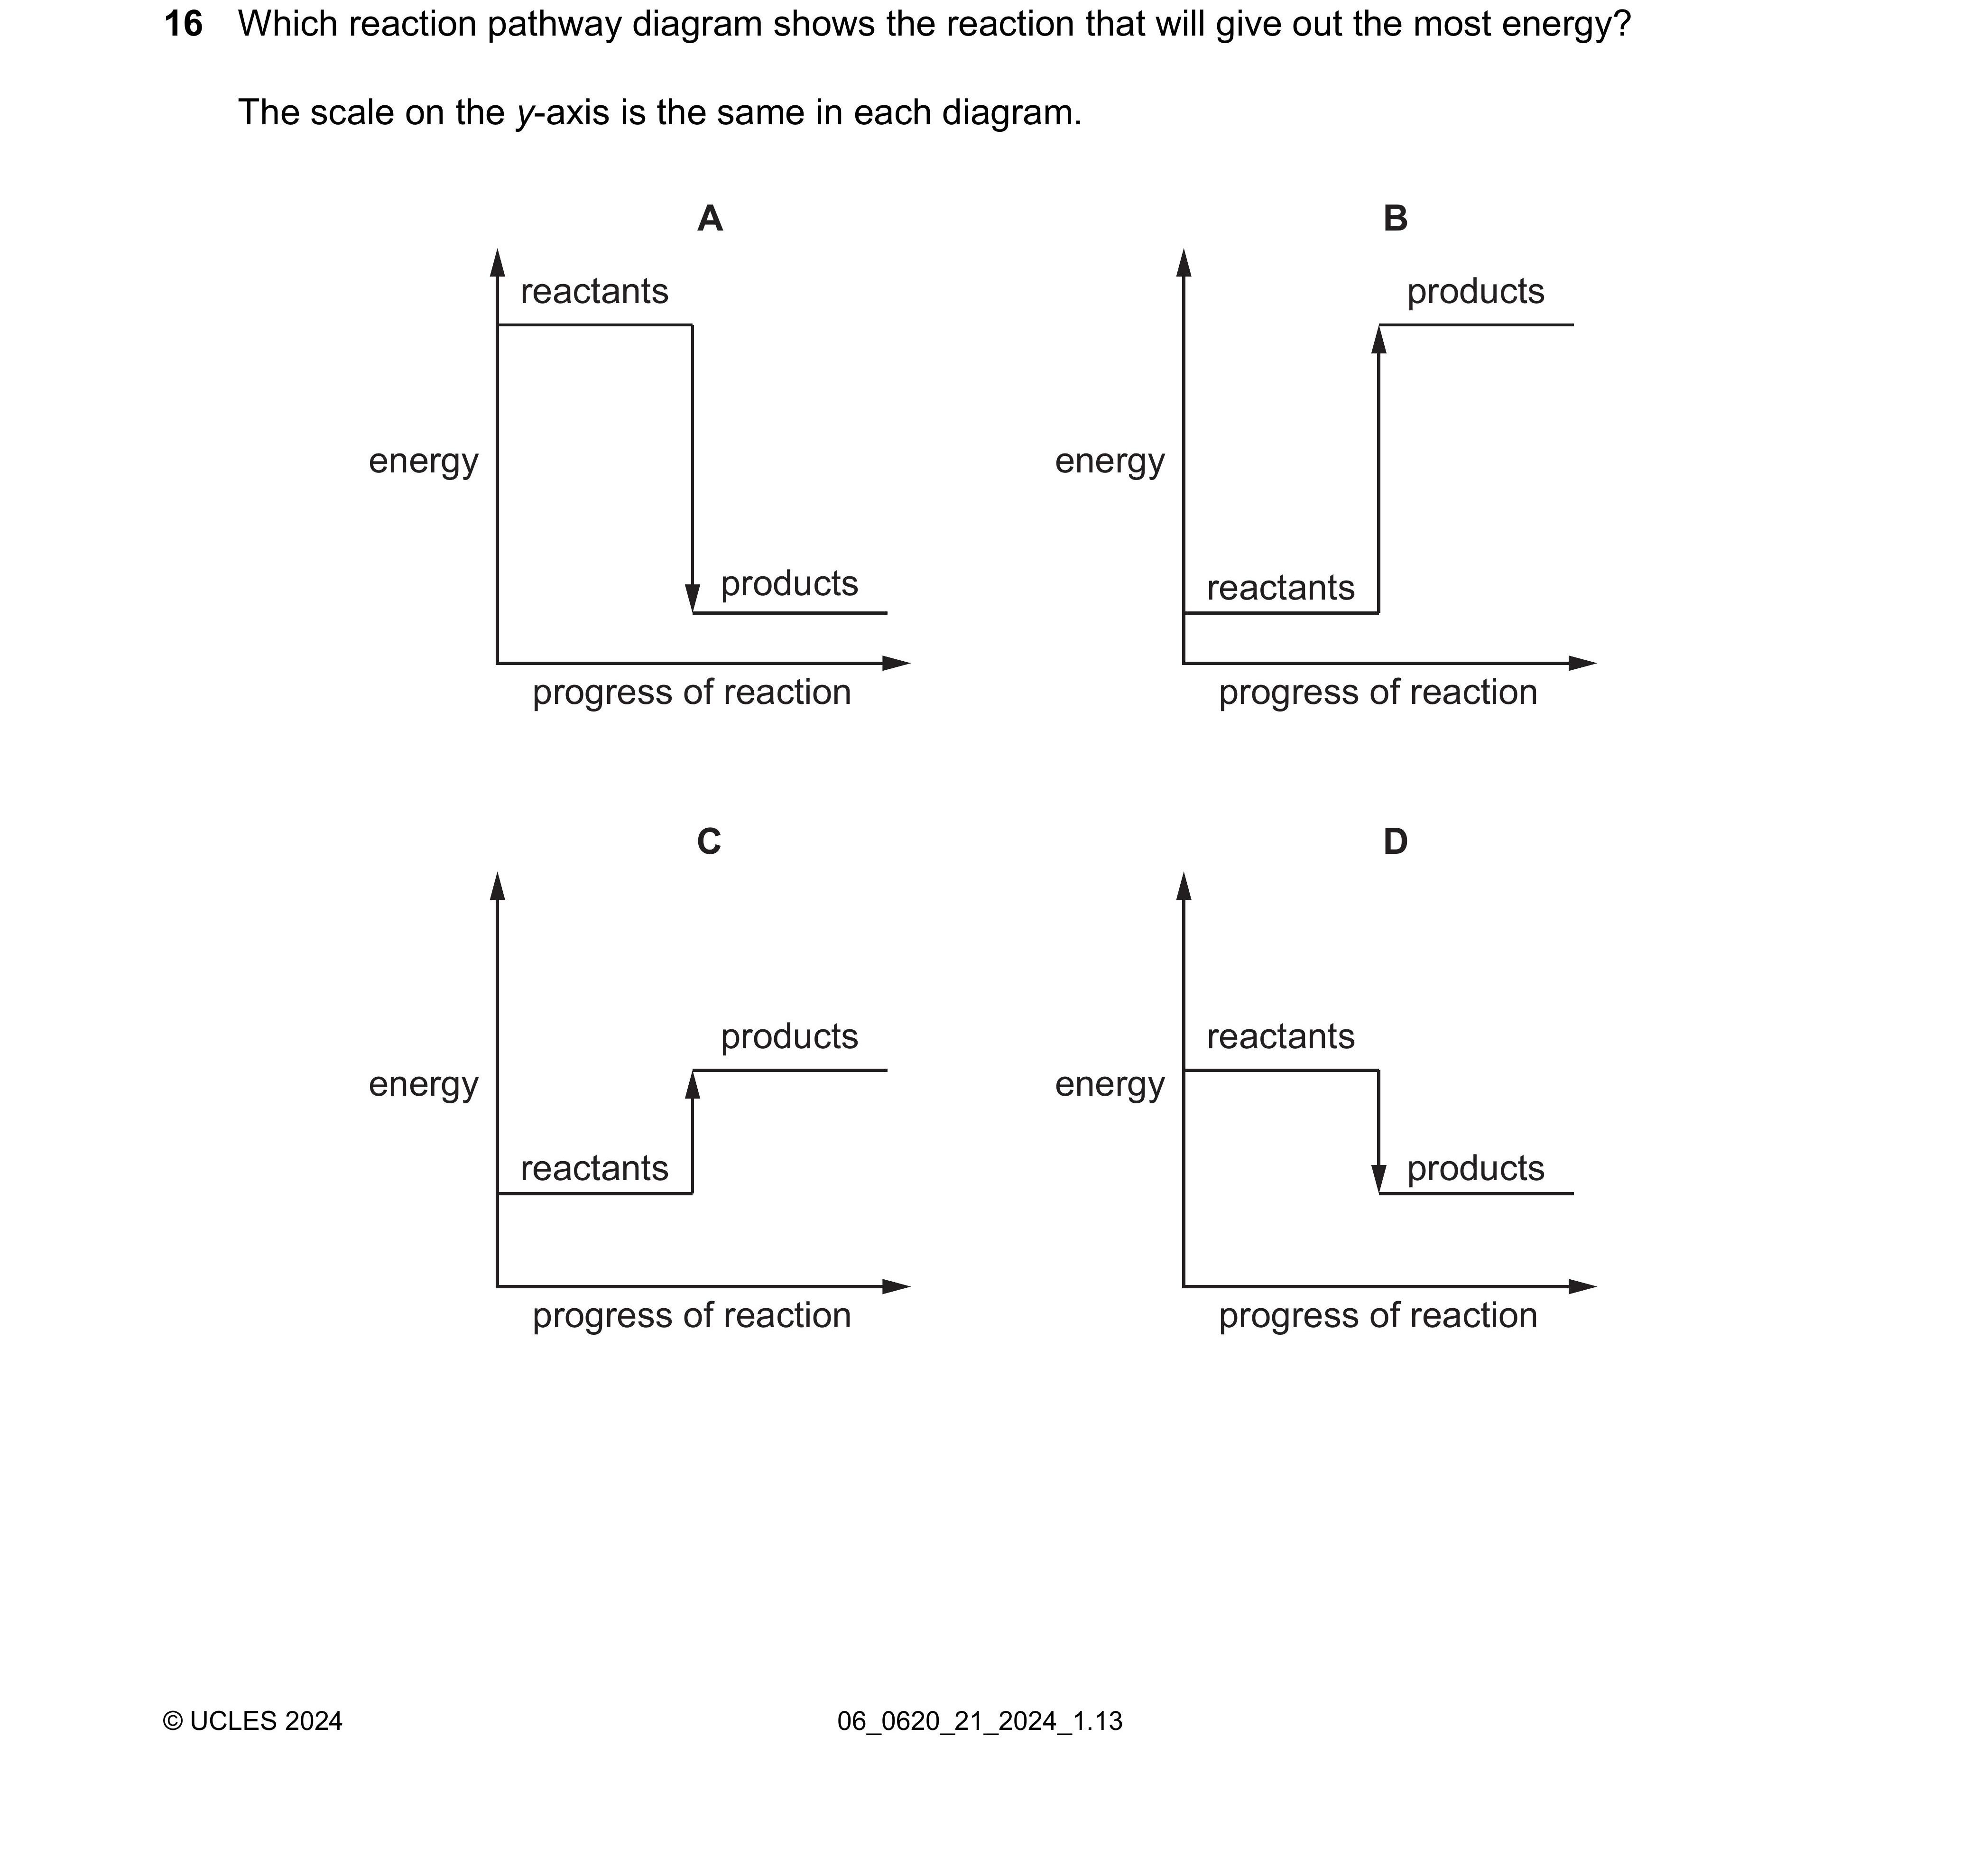 16 Which reaction pathway diagram shows the reaction that will give out the most energy?
The scale on the y-axis is the same in each diagram.
A
reactants
energy
products
progress of reaction
B
products
energy
reactants
progress of reaction
C
products
energy
reactants
progress of reaction
D
reactants
energy
products
progress of reaction
© UCLES 2024
06_0620_21_2024_1.13